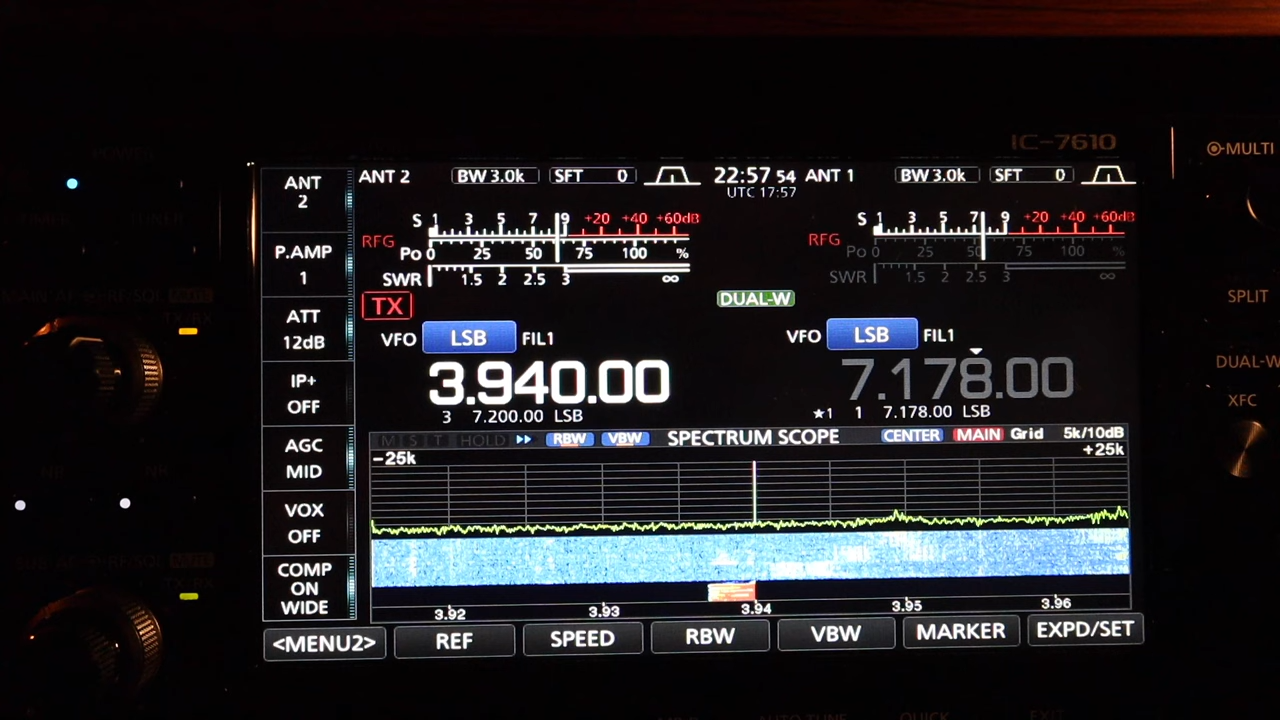 IC-7610
MULTI
ANT 2
ANT 2 BW 3.0k SFT 0 22:57 54 ANT 1 BW 3.0k SFT 0
UTC 17:57
S 1 3 5 7 9 +20 +40 +60dB S 1 3 5 7 9 +20 +40 +60dB
P.AMP 1
RFG RFG
Po 0 25 50 75 100 % Po 0 25 50 75 100 %
SWR 1.5 2 2.5 3 ∞ SWR 1.5 2 2.5 3 ∞
ATT 12dB
TX DUAL-W
SPLIT
VFO LSB FIL1 VFO LSB FIL1
DUAL-W
IP+ OFF
3.940.00 7.178.00
XFC
3 7.200.00 LSB ★1 1 7.178.00 LSB
AGC MID
M S T HOLD RBW VBW SPECTRUM SCOPE CENTER MAIN Grid 5k/10dB
-25k +25k
VOX OFF
COMP ON WIDE
3.92 3.93 3.94 3.95 3.96
<MENU2> REF SPEED RBW VBW MARKER EXPD/SET